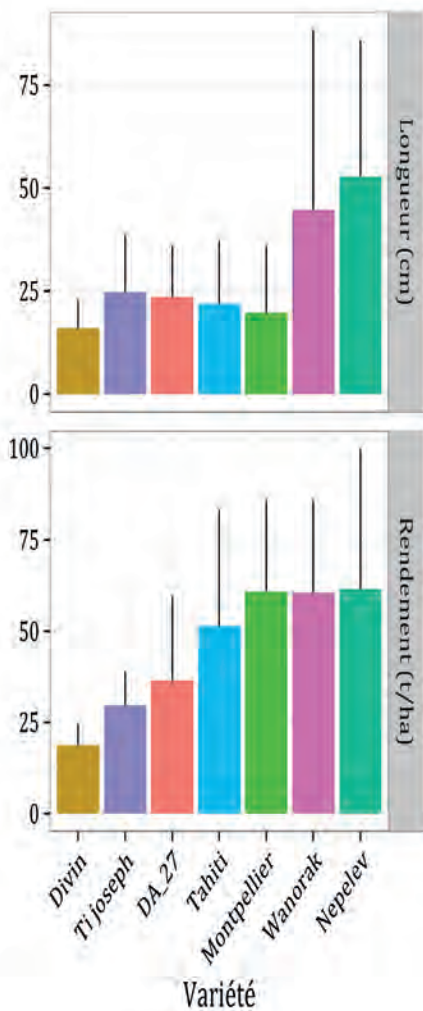 75
50
25
0
Longueur (cm)
100
75
50
25
0
Rendement (t/ha)
Divin
Ti joseph
DA_27
Tahiti
Montpellier
Wanorak
Nepelev
Variété